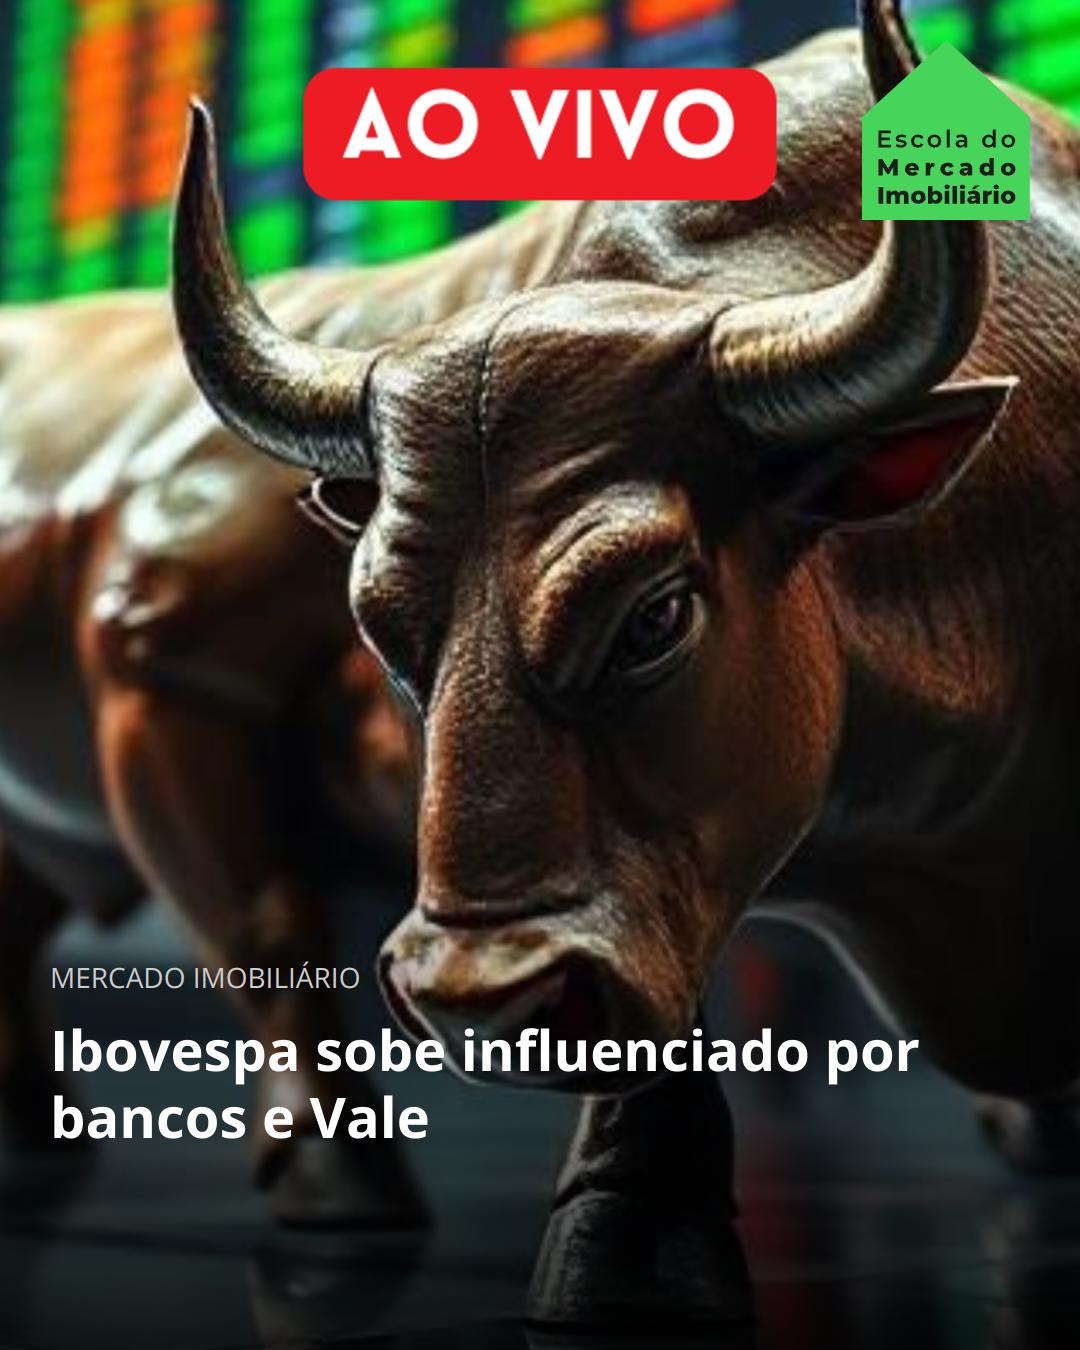 AO VIVO
Escola do
Mercado
Imobiliário
MERCADO IMOBILIÁRIO
Ibovespa sobe influenciado por
bancos e Vale